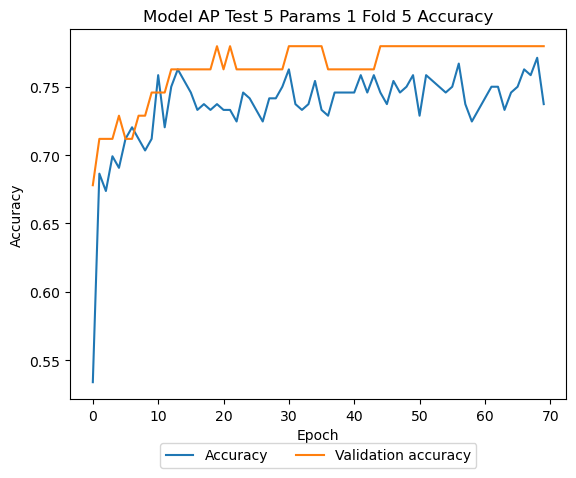 Model AP Test 5 Params 1 Fold 5 Accuracy
Accuracy
0.75
0.70
0.65
0.60
0.55
0 10 20 30 40 50 60 70
Epoch
Accuracy Validation accuracy